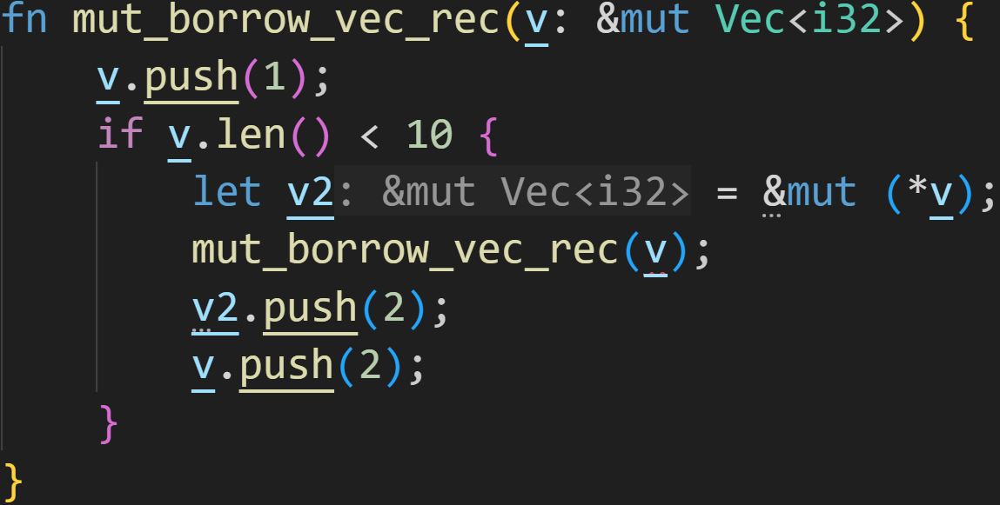 fn mut_borrow_vec_rec(v: &mut Vec<i32>) {
    v.push(1);
    if v.len() < 10 {
        let v2: &mut Vec<i32> = &mut (*v);
        mut_borrow_vec_rec(v);
        v2.push(2);
        v.push(2);
    }
}